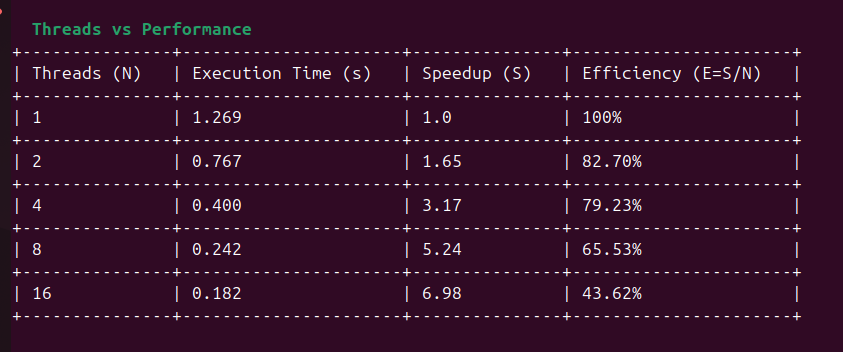 Threads vs Performance
+---------------+----------------------+---------------+----------------------+
| Threads (N)   | Execution Time (s)   | Speedup (S)   | Efficiency (E=S/N)   |
+---------------+----------------------+---------------+----------------------+
| 1             | 1.269                | 1.0           | 100%                 |
+---------------+----------------------+---------------+----------------------+
| 2             | 0.767                | 1.65          | 82.70%               |
+---------------+----------------------+---------------+----------------------+
| 4             | 0.400                | 3.17          | 79.23%               |
+---------------+----------------------+---------------+----------------------+
| 8             | 0.242                | 5.24          | 65.53%               |
+---------------+----------------------+---------------+----------------------+
| 16            | 0.182                | 6.98          | 43.62%               |
+---------------+----------------------+---------------+----------------------+